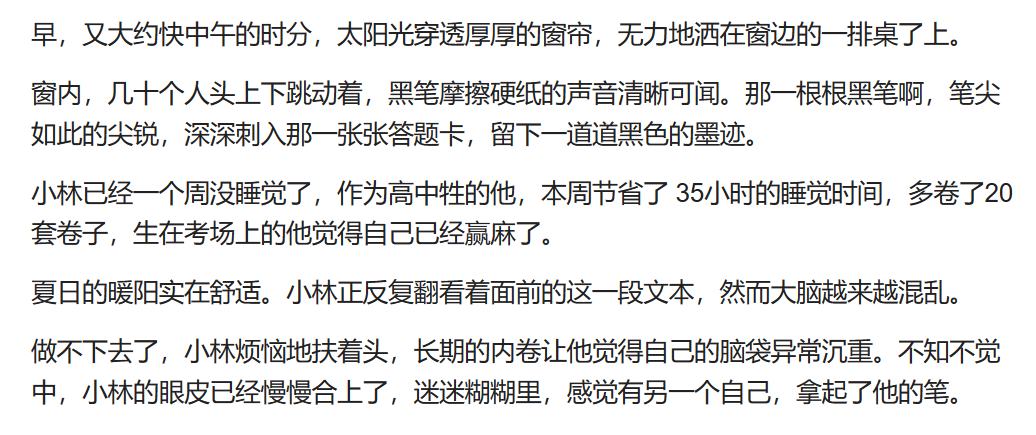 早，又大约快中午的时分，太阳光穿透厚厚的窗帘，无力地洒在窗边的一排桌了上。
窗内，几十个人头上下跳动着，黑笔摩擦硬纸的声音清晰可闻。那一根根黑笔啊，笔尖
如此的尖锐，深深刺入那一张张答题卡，留下一道道黑色的墨迹。
小林已经一个周没睡觉了，作为高中牲的他，本周节省了 35小时的睡觉时间，多卷了20
套卷子，生在考场上的他觉得自己已经赢麻了。
夏日的暖阳实在舒适。小林正反复翻看着面前的这一段文本，然而大脑越来越混乱。
做不下去了，小林烦恼地扶着头，长期的内卷让他觉得自己的脑袋异常沉重。不知不觉
中，小林的眼皮已经慢慢合上了，迷迷糊糊里，感觉有另一个自己，拿起了他的笔。